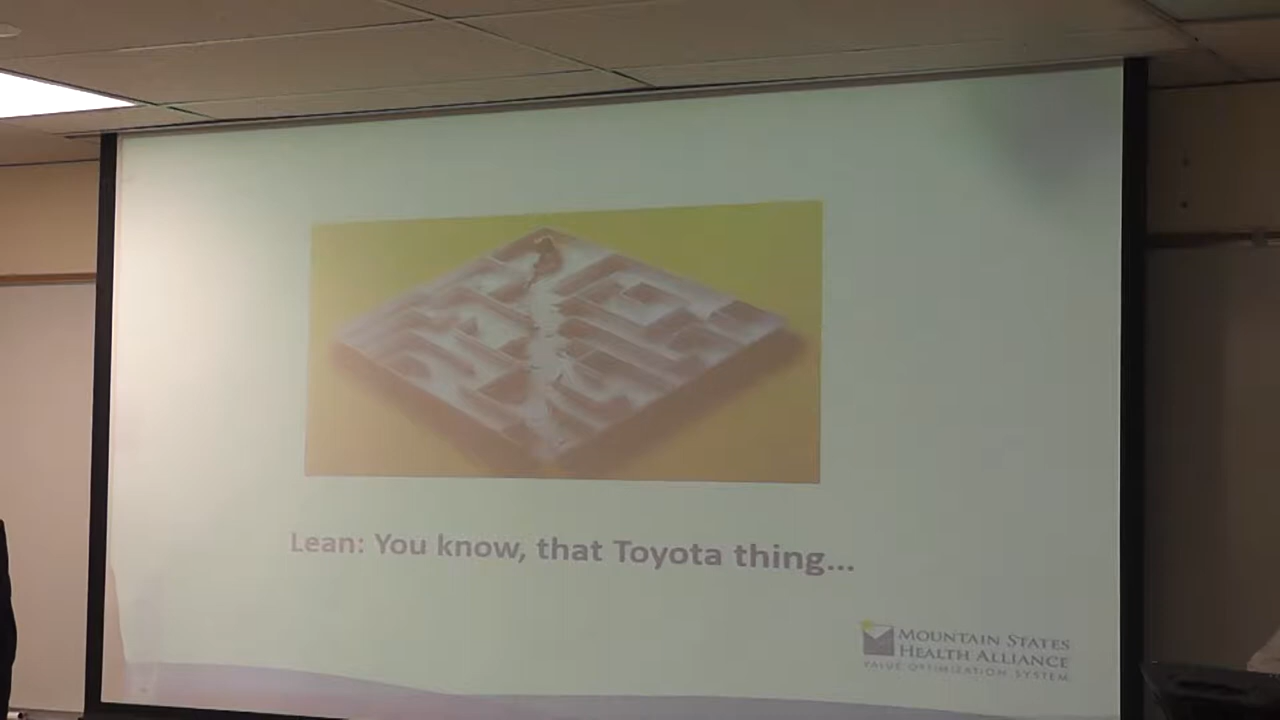 Lean: You know, that Toyota thing...
MOUNTAIN STATES
HEALTH ALLIANCE
VALUE OPTIMIZATION SYSTEM